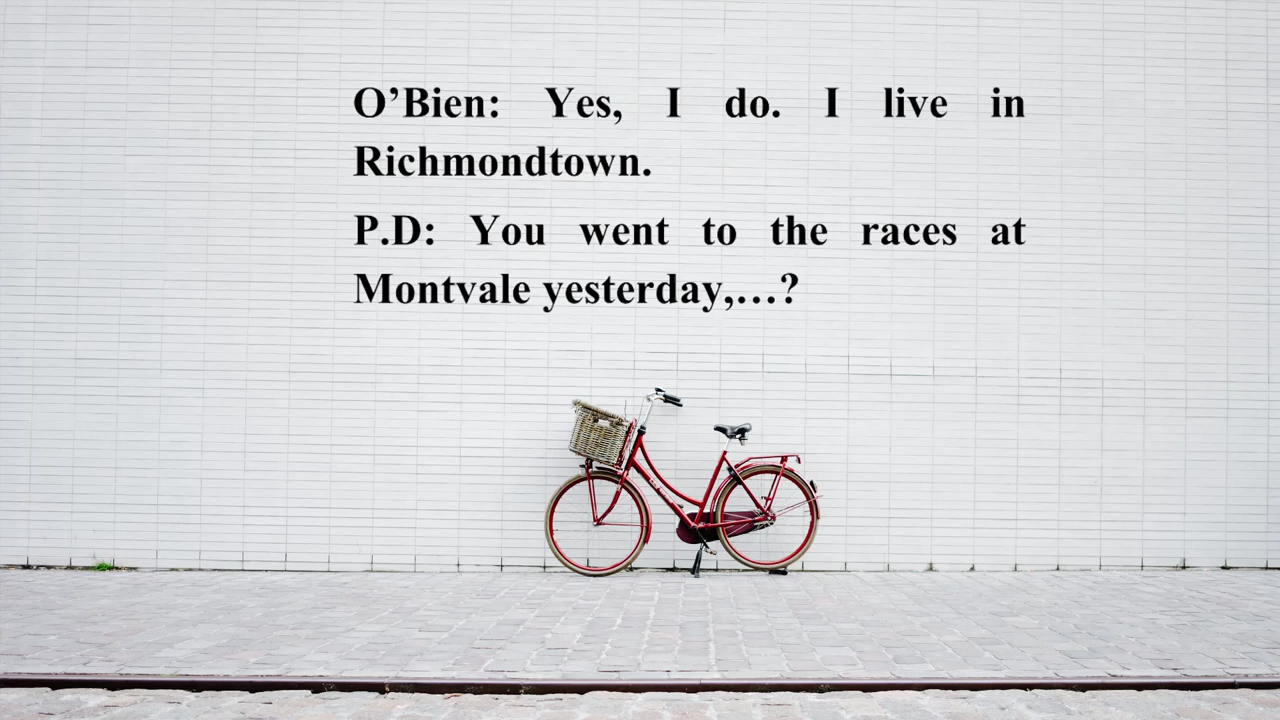 O’Bien: Yes, I do. I live in
Richmondtown.
P.D: You went to the races at
Montvale yesterday,…?